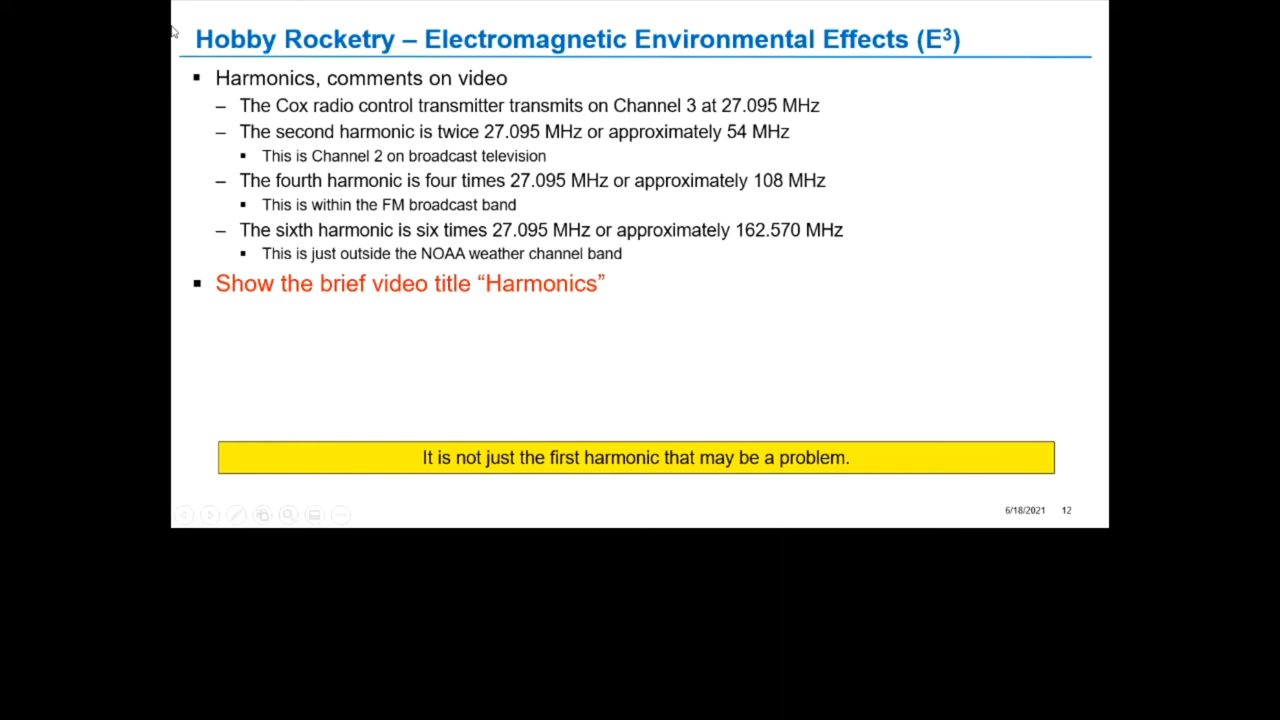 Hobby Rocketry – Electromagnetic Environmental Effects (E³)
▪ Harmonics, comments on video
– The Cox radio control transmitter transmits on Channel 3 at 27.095 MHz
– The second harmonic is twice 27.095 MHz or approximately 54 MHz
▪ This is Channel 2 on broadcast television
– The fourth harmonic is four times 27.095 MHz or approximately 108 MHz
▪ This is within the FM broadcast band
– The sixth harmonic is six times 27.095 MHz or approximately 162.570 MHz
▪ This is just outside the NOAA weather channel band
▪ Show the brief video title “Harmonics”
It is not just the first harmonic that may be a problem.
6/18/2021 12